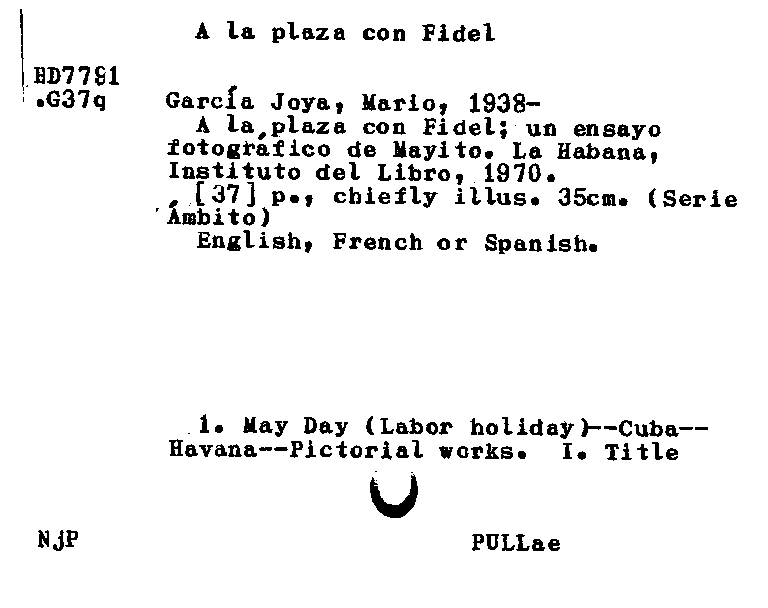 A la plaza con Fidel
HD7791
.G37q
García Joya, Mario, 1938-
A la plaza con Fidel; un ensayo
fotográfico de Mayito. La Habana,
Instituto del Libro, 1970.
[37] p., chiefly illus. 35cm. (Serie
Ámbito)
English, French or Spanish.
1. May Day (Labor holiday)--Cuba--
Havana--Pictorial works. I. Title
NjP
PULLae